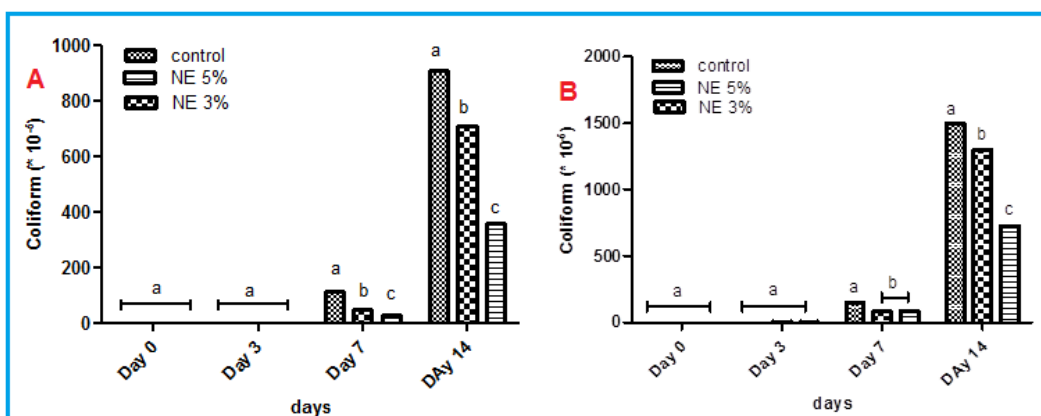 A
control
NE 5%
NE 3%
Coliform (* 10⁻⁶)
1000
800
600
400
200
0
a
a
a
b
c
a
b
c
Day 0
Day 3
Day 7
DAy 14
days
B
control
NE 5%
NE 3%
Coliform (* 10⁻⁶)
2000
1500
1000
500
0
a
a
a
b
a
b
c
Day 0
Day 3
Day 7
DAy 14
days